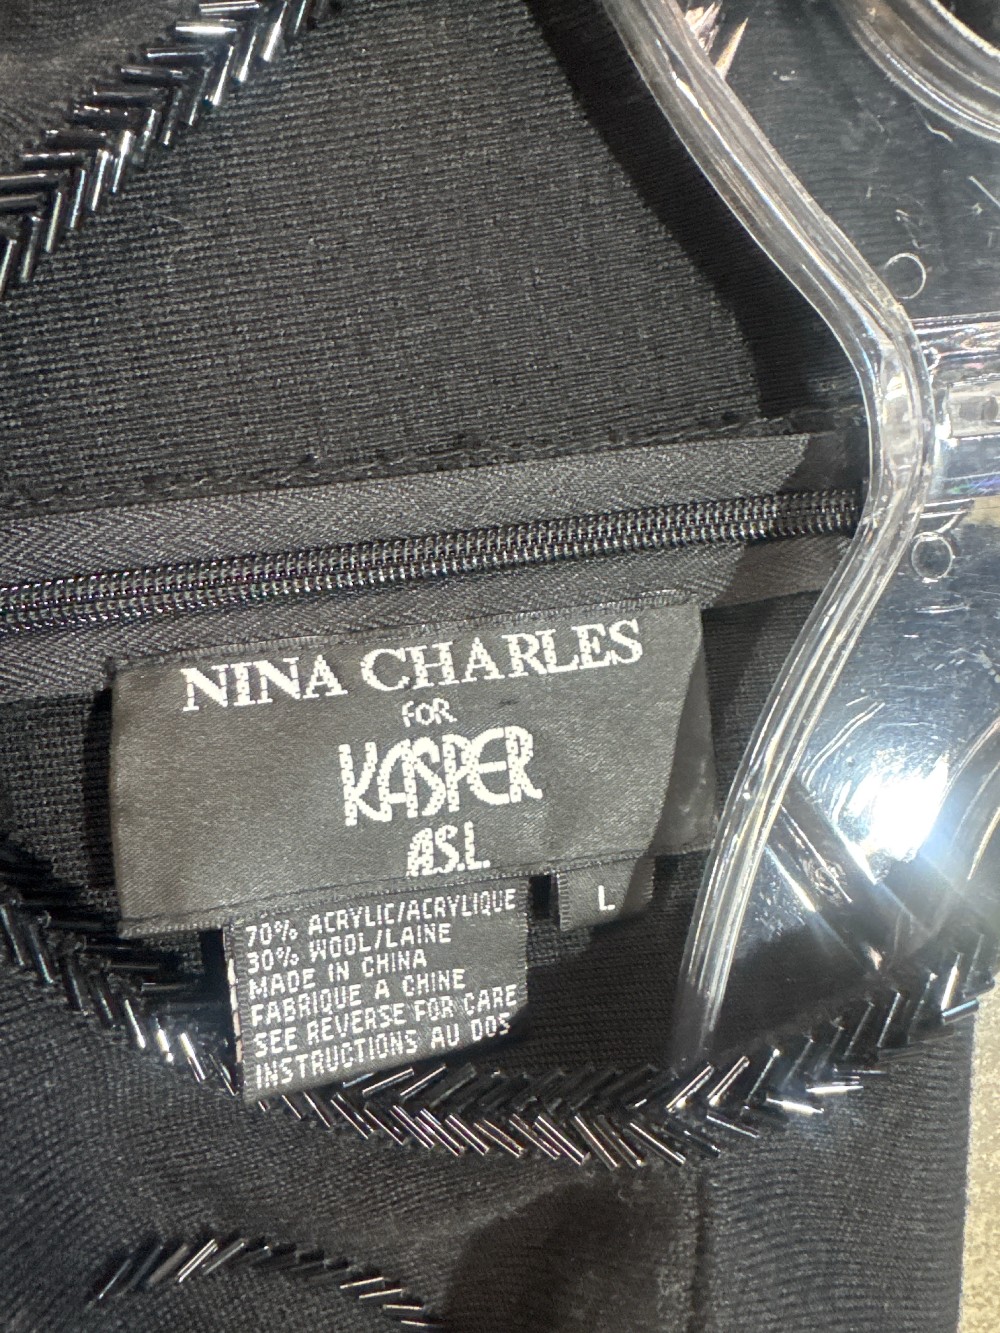 NINA CHARLES
FOR
KASPER
A.S.L.
L
70% ACRYLIC/ACRYLIQUE
30% WOOL/LAINE
MADE IN CHINA
FABRIQUE A CHINE
SEE REVERSE FOR CARE
INSTRUCTIONS AU DOS